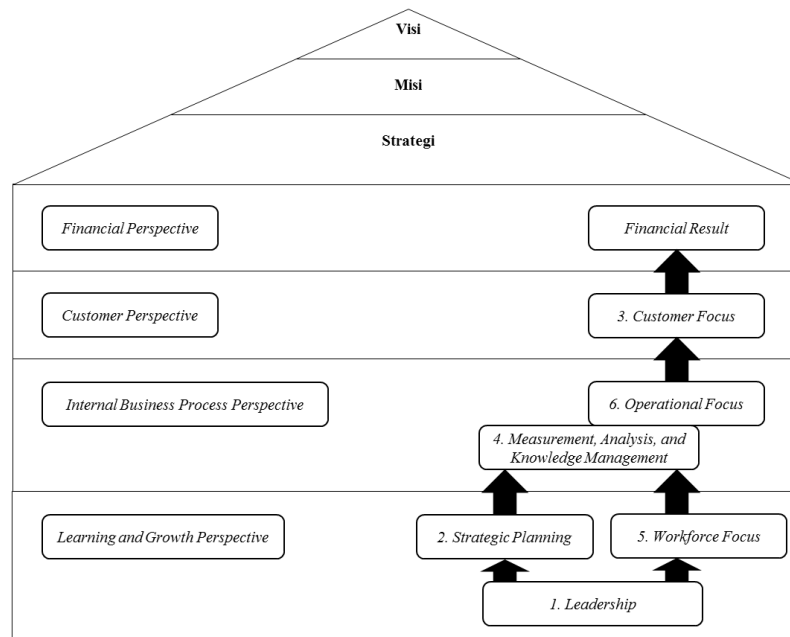 Visi
Misi
Strategi
Financial Perspective
Financial Result
Customer Perspective
3. Customer Focus
Internal Business Process Perspective
6. Operational Focus
4. Measurement, Analysis, and
Knowledge Management
Learning and Growth Perspective
2. Strategic Planning
5. Workforce Focus
1. Leadership